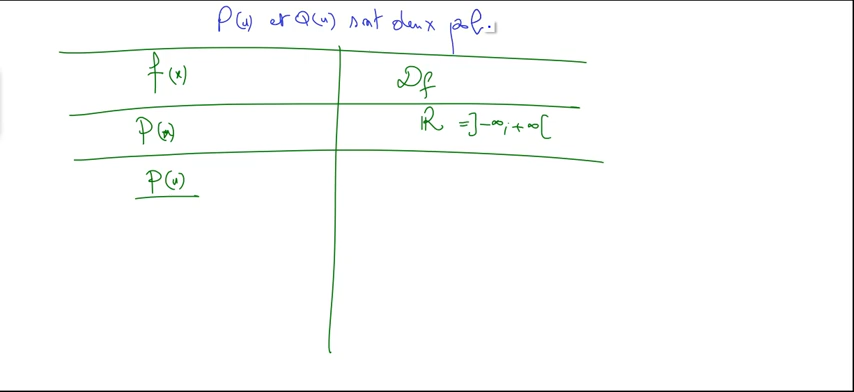 P(x) et Q(x) sont deux pol.
f(x) Df
P(x) ℝ =]-∞; +∞[
P(x)